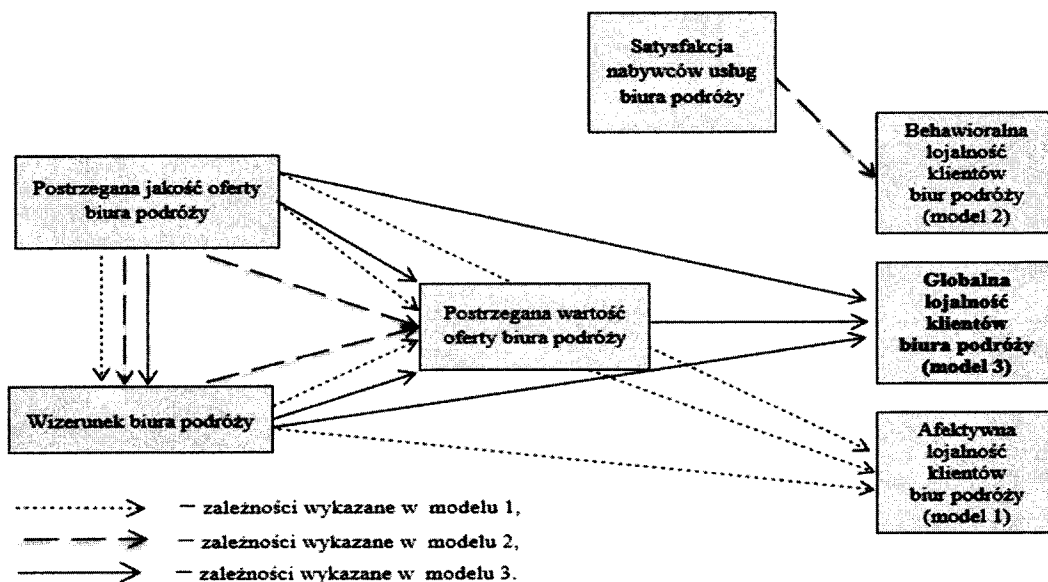 Satysfakcja
nabywców usług
biura podróży
Behawioralna
lojalność
klientów
biur podróży
(model 2)
Postrzegana jakość oferty
biura podróży
Globalna
lojalność
klientów
biura podróży
(model 3)
Postrzegana wartość
oferty biura podróży
Wizerunek biura podróży
Afektywna
lojalność
klientów
biur podróży
(model 1)
– zależności wykazane w modelu 1,
– zależności wykazane w modelu 2,
– zależności wykazane w modelu 3.